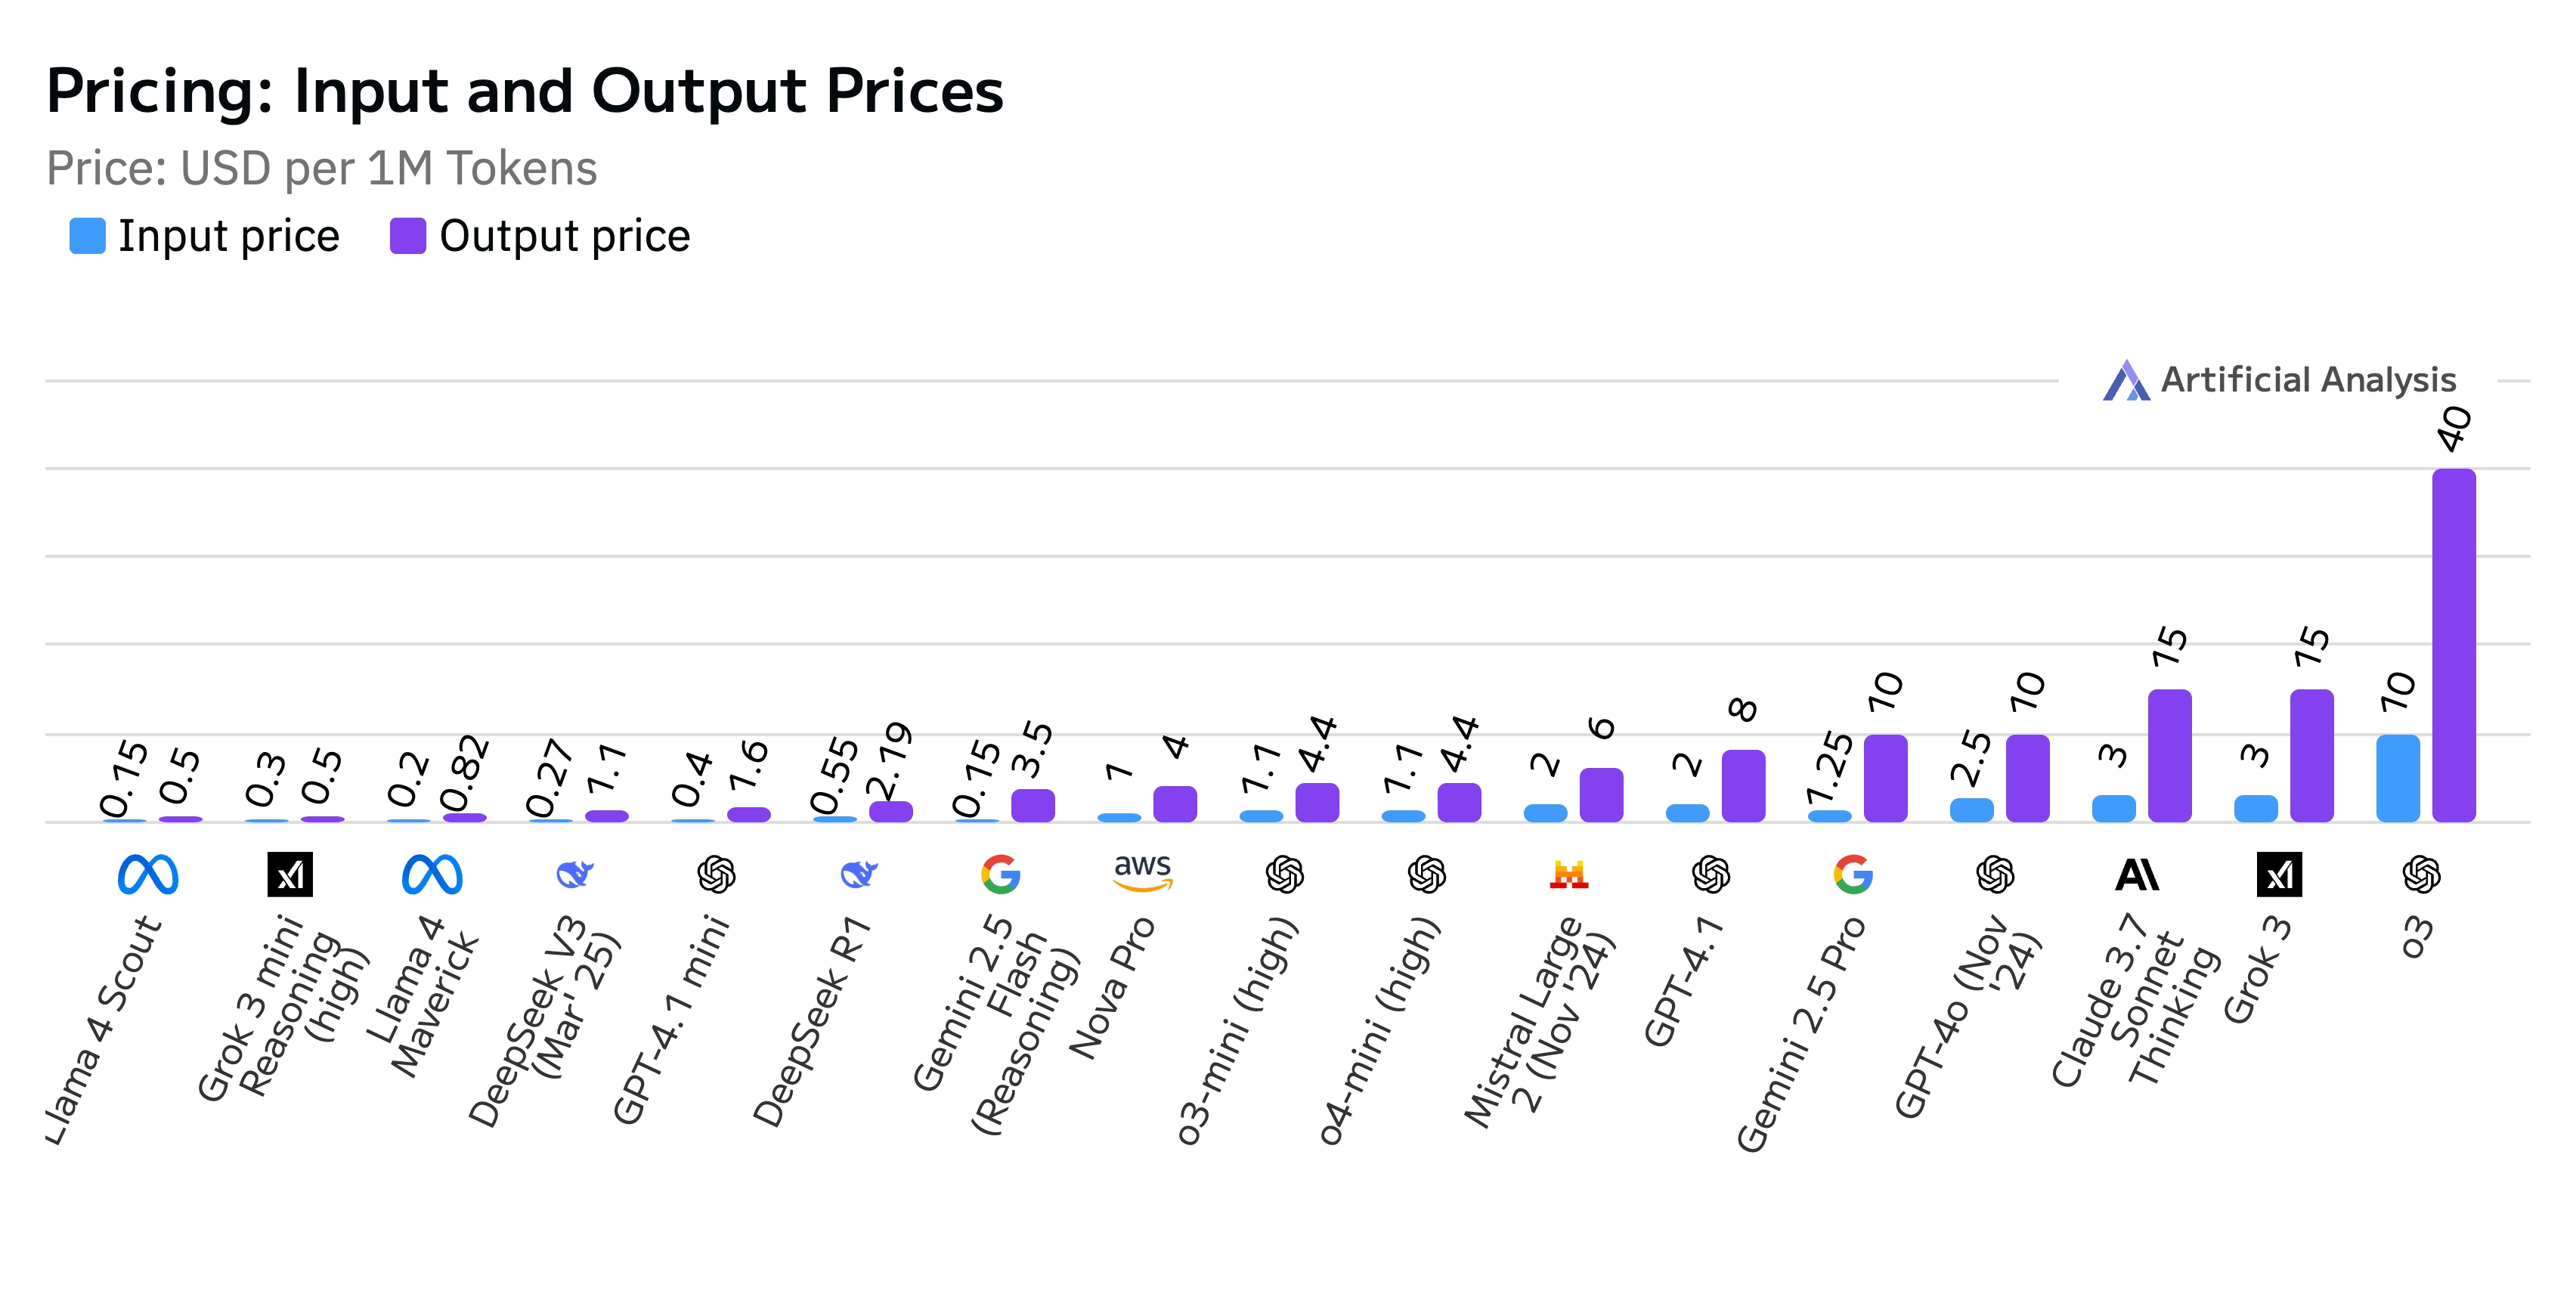 Pricing: Input and Output Prices
Price: USD per 1M Tokens
Input price
Output price
Artificial Analysis
0.15
0.5
0.3
0.5
0.2
0.82
0.27
1.1
0.4
1.6
0.55
2.19
0.15
3.5
1
4
1.1
4.4
1.1
4.4
2
6
2
8
1.25
10
2.5
10
3
15
3
15
10
40
aws
Llama 4 Scout
Grok 3 mini
Reasoning
(high)
Llama 4
Maverick
DeepSeek V3
(Mar' 25)
GPT-4.1 mini
DeepSeek R1
Gemini 2.5
Flash
(Reasoning)
Nova Pro
o3-mini (high)
o4-mini (high)
Mistral Large
2 (Nov '24)
GPT-4.1
Gemini 2.5 Pro
GPT-4o (Nov
'24)
Claude 3.7
Sonnet
Thinking
Grok 3
o3